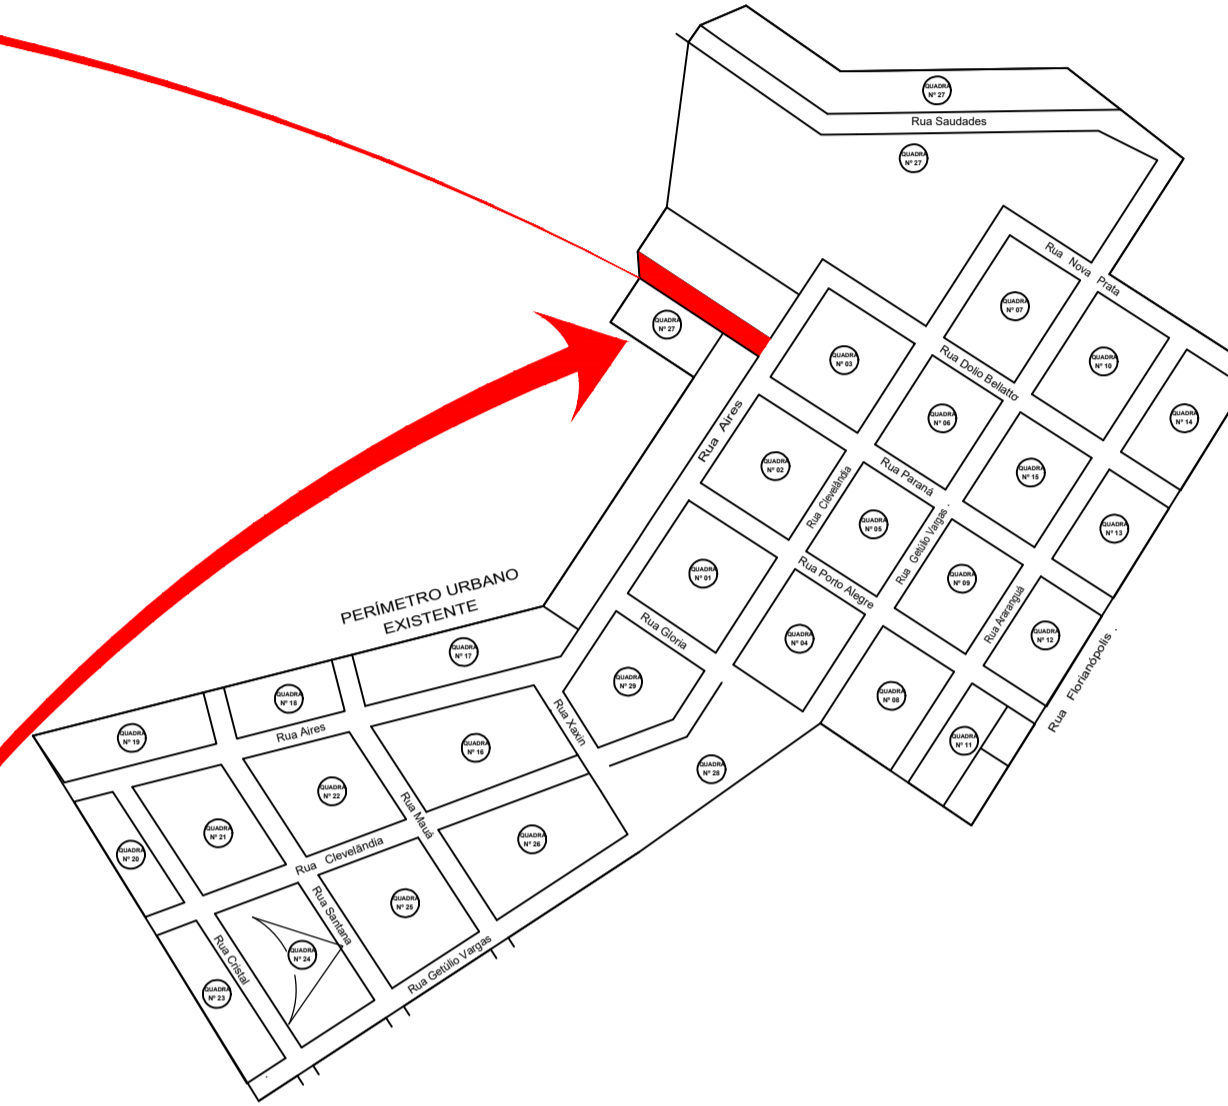 QUADRA
Nº 27
Rua Saudades
QUADRA
Nº 27
Rua Nova Prata
QUADRA
Nº 07
QUADRA
Nº 27
QUADRA
Nº 03
Rua Dolio Bellatto
QUADRA
Nº 10
QUADRA
Nº 14
Rua Aires
QUADRA
Nº 06
QUADRA
Nº 02
Rua Clevelândia
Rua Paraná
QUADRA
Nº 15
QUADRA
Nº 05
Rua Getúlio Vargas .
QUADRA
Nº 13
QUADRA
Nº 01
Rua Porto Alegre
QUADRA
Nº 09
Rua Araranguá
PERÍMETRO URBANO
EXISTENTE
Rua Gloria
QUADRA
Nº 04
QUADRA
Nº 12
Rua Florianópolis .
QUADRA
Nº 17
QUADRA
Nº 29
QUADRA
Nº 08
QUADRA
Nº 18
QUADRA
Nº 19
Rua Aires
Rua Xaxin
QUADRA
Nº 16
QUADRA
Nº 11
QUADRA
Nº 28
QUADRA
Nº 22
Rua Mauá
QUADRA
Nº 21
QUADRA
Nº 26
QUADRA
Nº 20
Rua Clevelândia
QUADRA
Nº 25
Rua Santana
QUADRA
Nº 24
Rua Cristal
Rua Getúlio Vargas
QUADRA
Nº 23